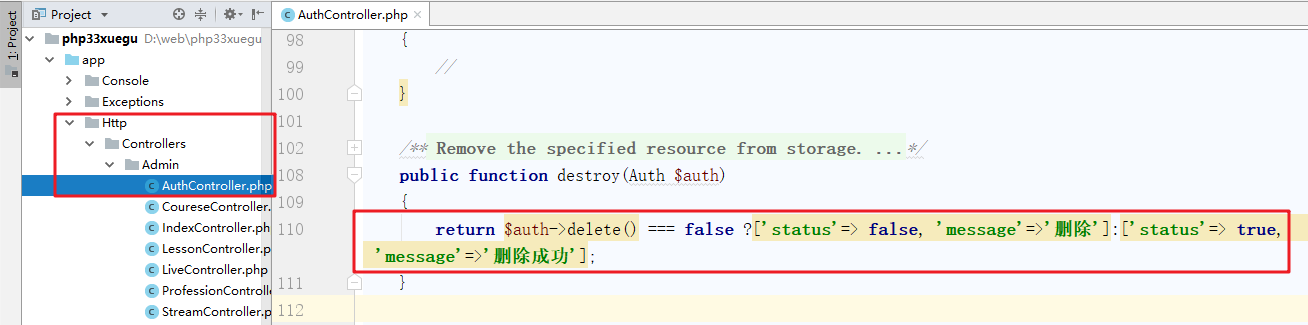 Project
AuthController.php
1: Project
php33xuegu D:\web\php33xuegu
app
Console
Exceptions
Http
Controllers
Admin
AuthController.php
CoureseController.
IndexController.ph
LessonController.p
LiveController.php
ProfessionControlle
StreamController.p
98 {
99 //
100 }
101
102 /** Remove the specified resource from storage. ...*/
108 public function destroy(Auth $auth)
109 {
110 return $auth->delete() === false ?['status'=> false, 'message'=>'删除']:['status'=> true,
'message'=>'删除成功'];
111 }
112